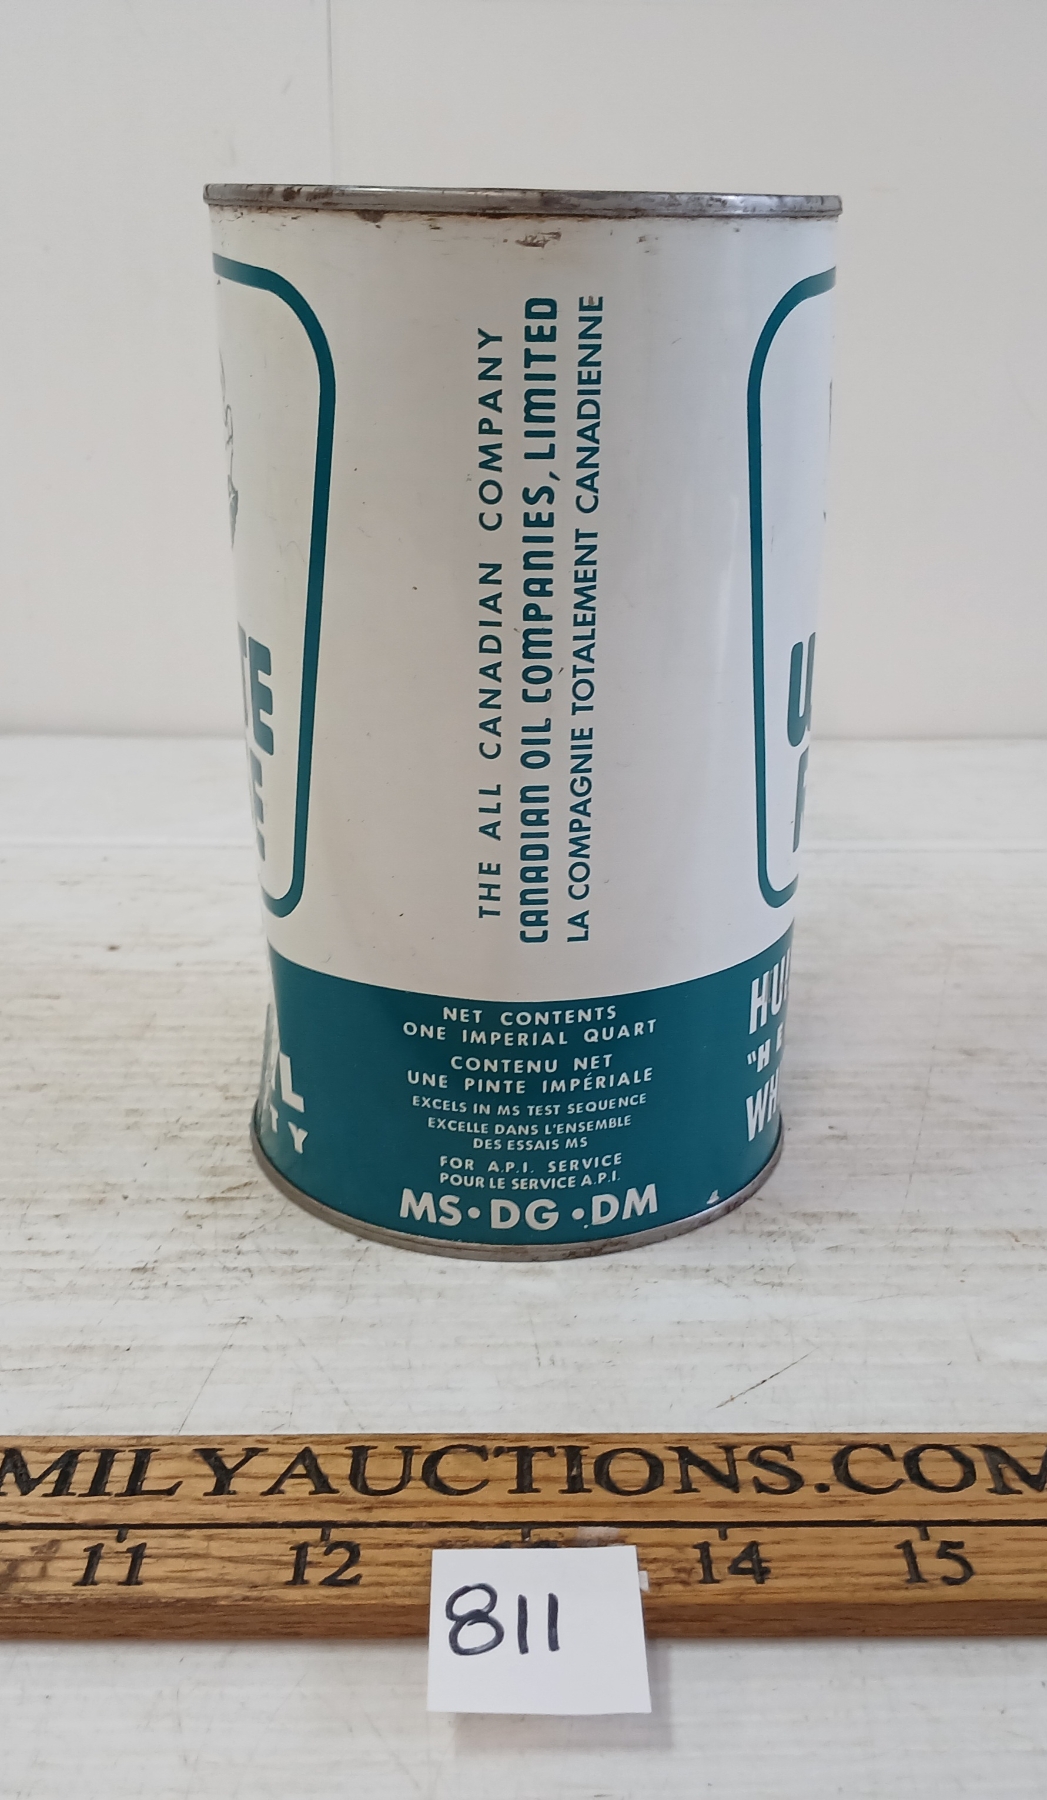 THE ALL CANADIAN COMPANY
CANADIAN OIL COMPANIES, LIMITED
LA COMPAGNIE TOTALEMENT CANADIENNE
NET CONTENTS
ONE IMPERIAL QUART
CONTENU NET
UNE PINTE IMPÉRIALE
EXCELS IN MS TEST SEQUENCE
EXCELLE DANS L'ENSEMBLE
DES ESSAIS MS
FOR A.P.I. SERVICE
POUR LE SERVICE A.P.I.
MS•DG•DM
MILYAUCTIONS.COM
11 12 14 15
811